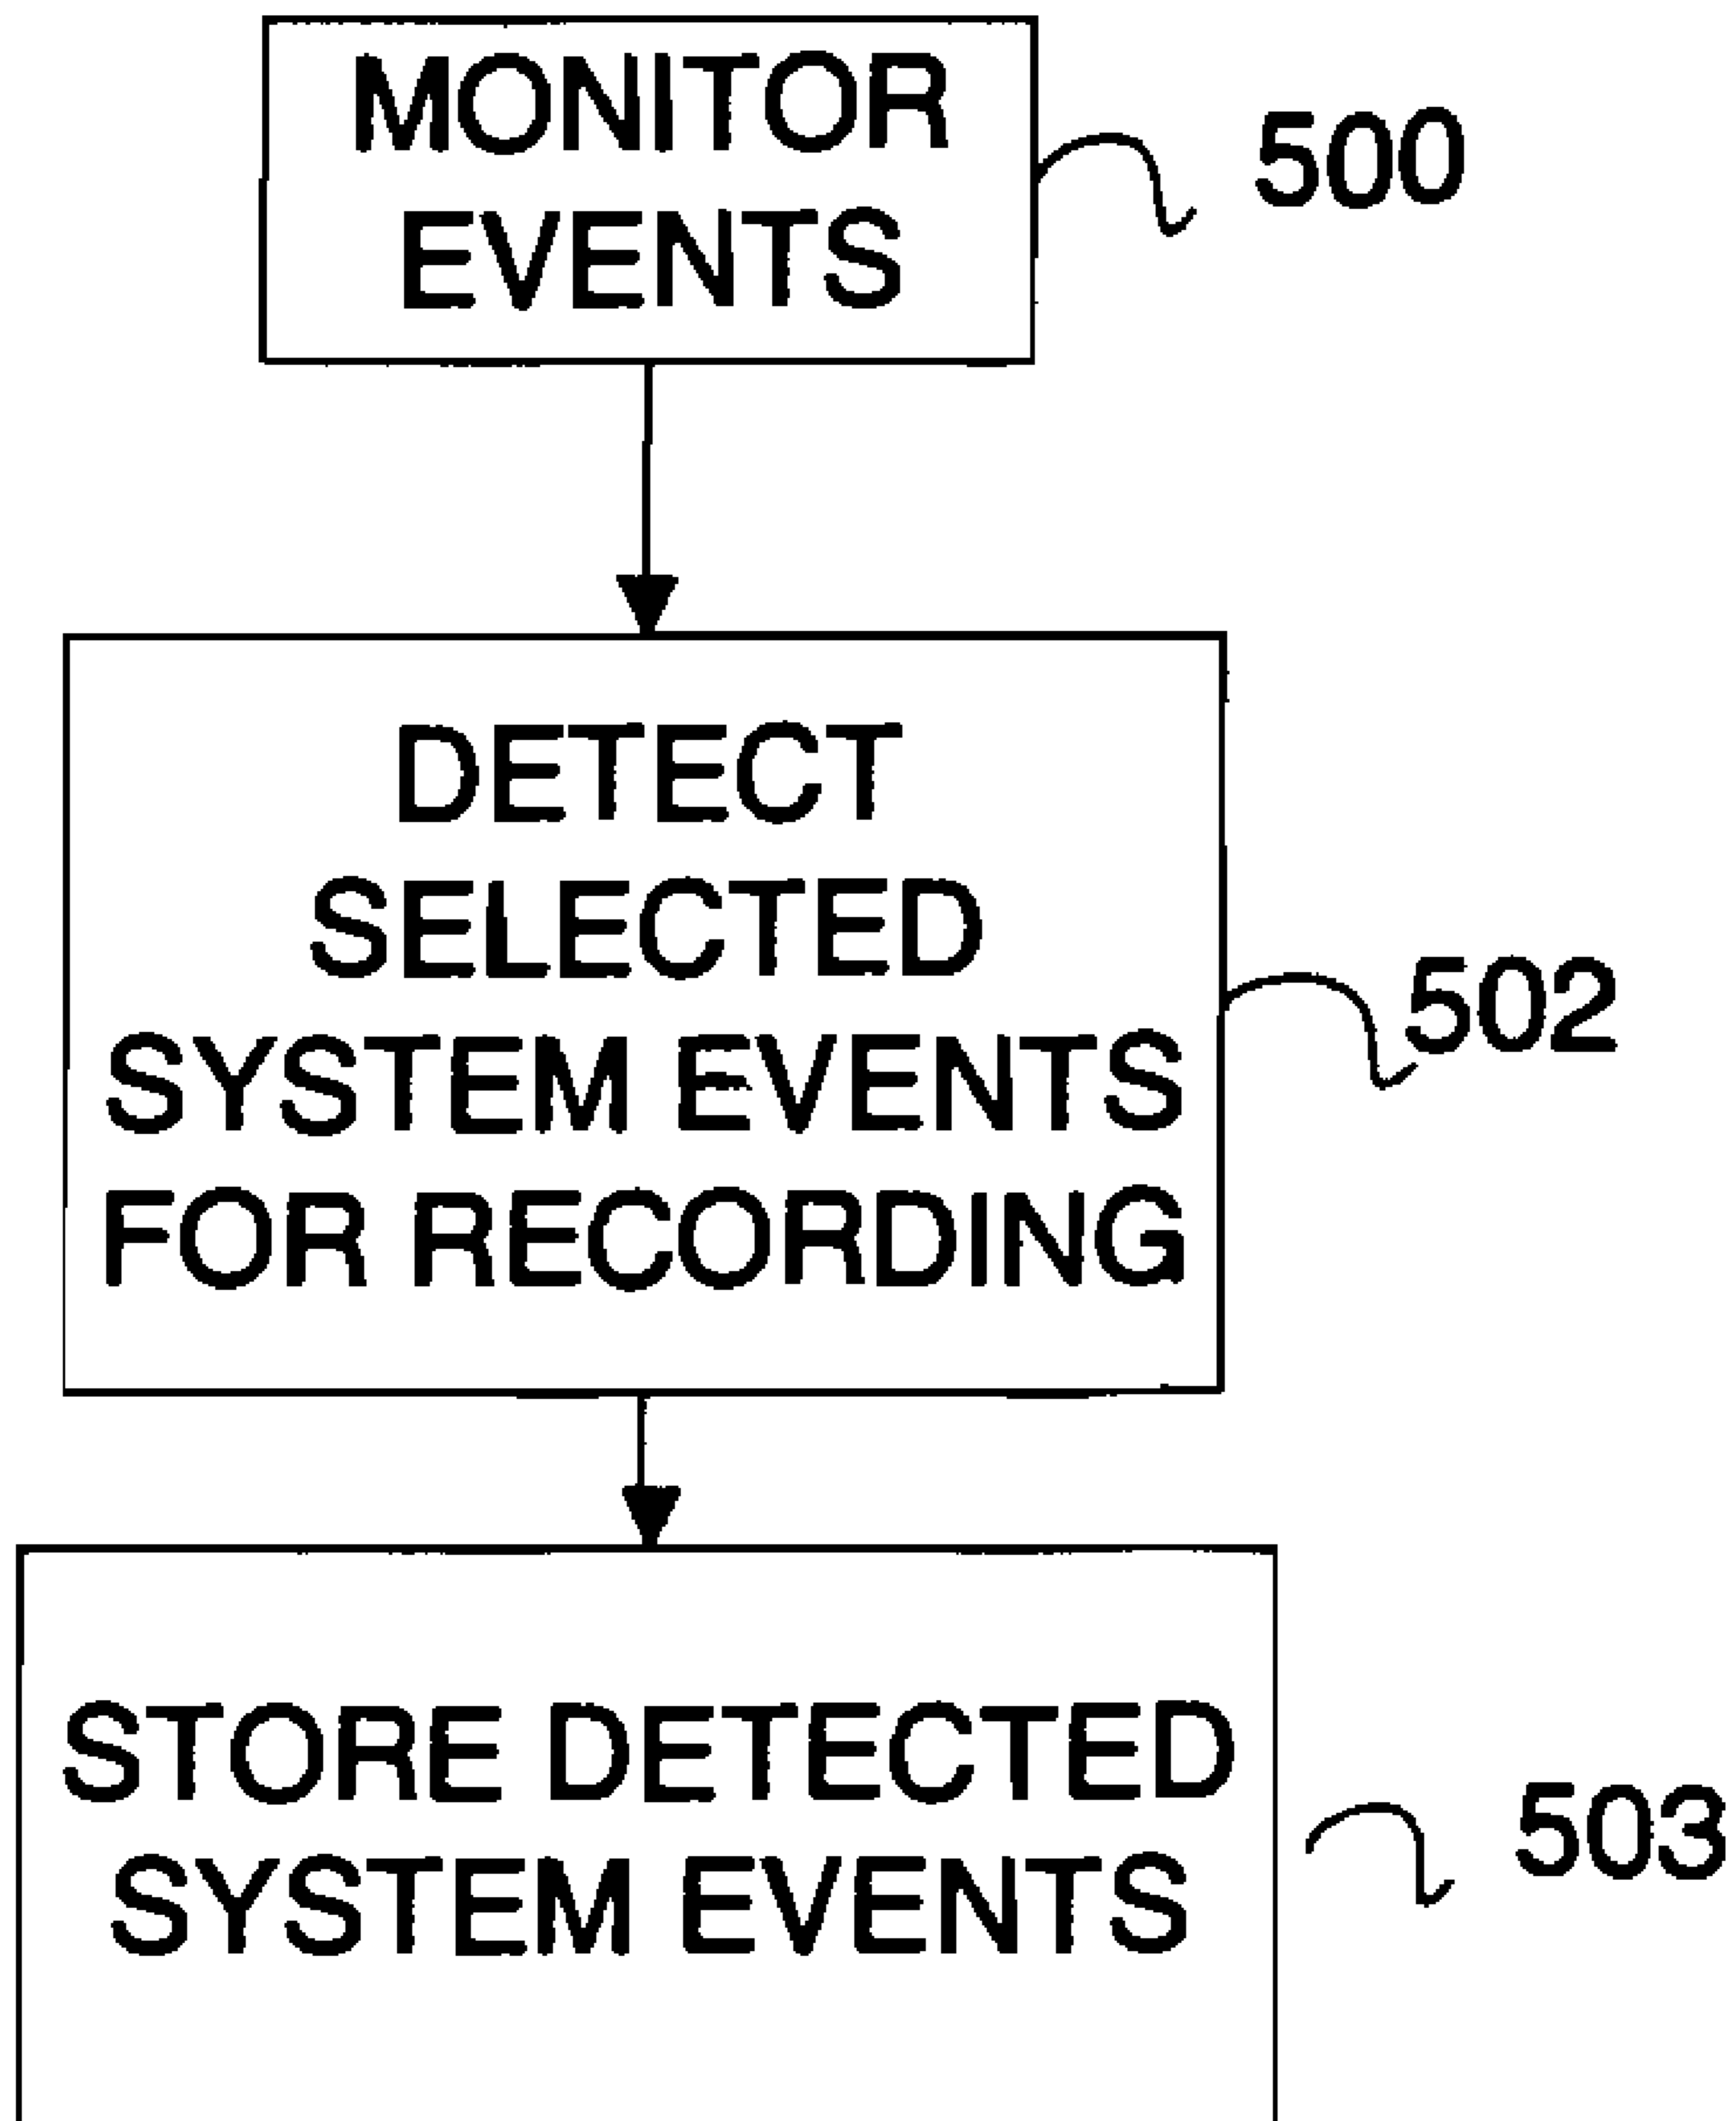 MONITOR
EVENTS
500
DETECT
SELECTED
SYSTEM EVENTS
FOR RECORDING
502
STORE DETECTED
SYSTEM EVENTS
503